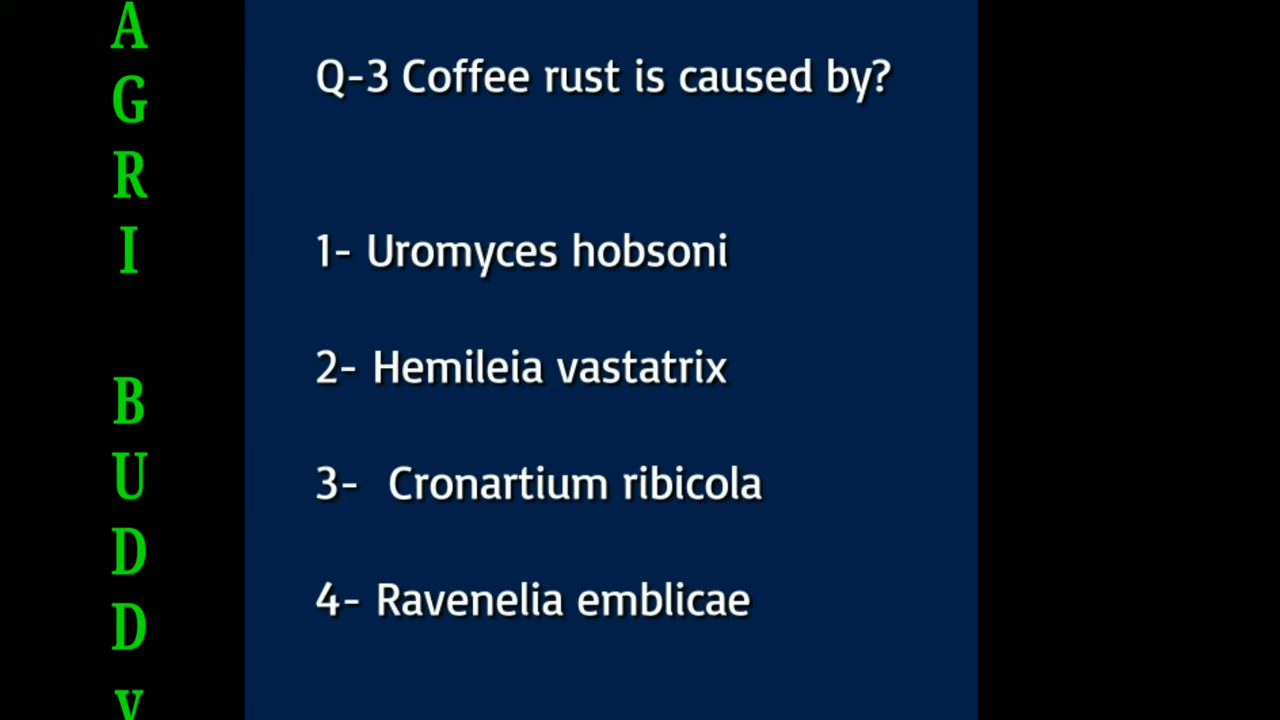 A
G
R
I
B
U
D
D
Y
Q-3 Coffee rust is caused by?
1- Uromyces hobsoni
2- Hemileia vastatrix
3- Cronartium ribicola
4- Ravenelia emblicae